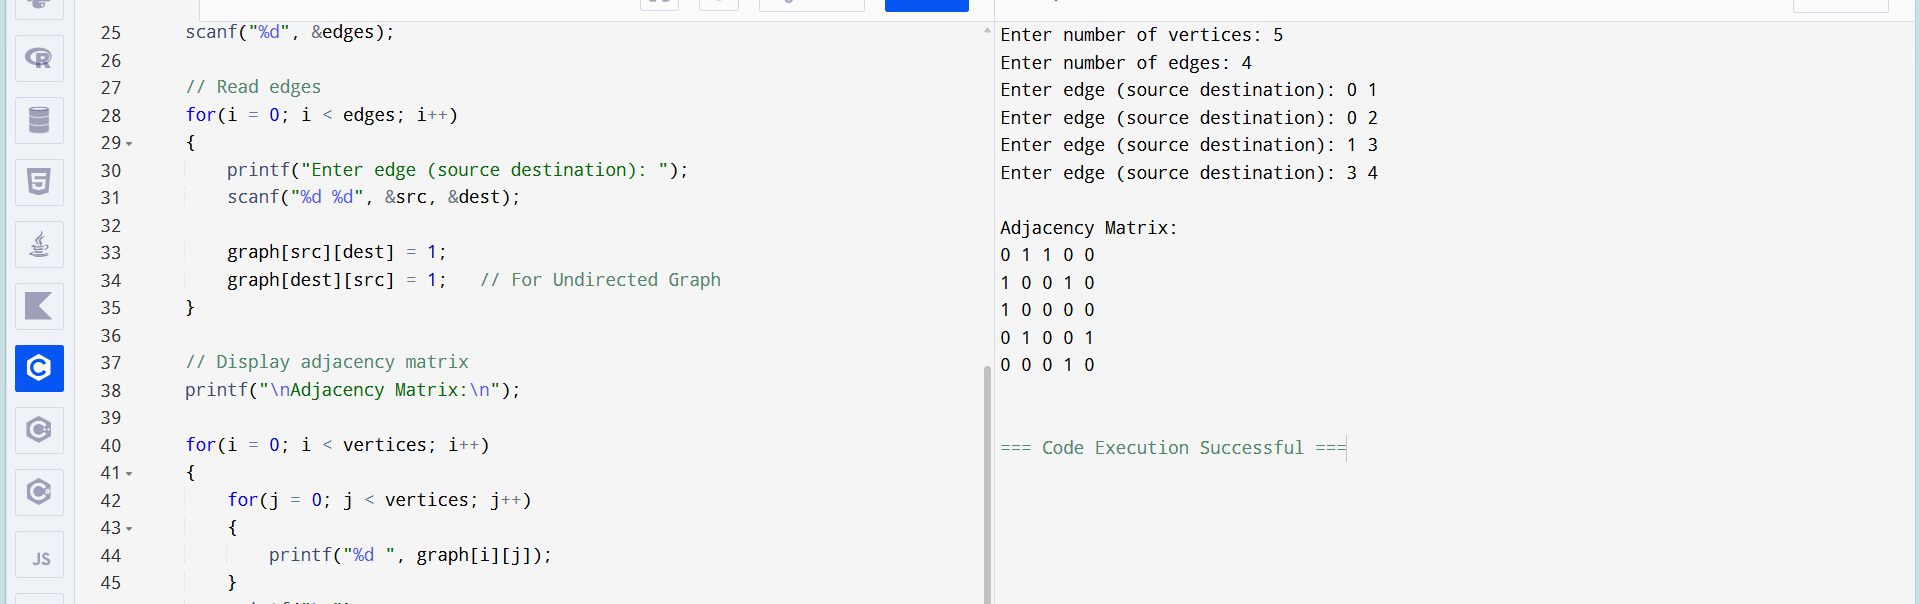 25 scanf("%d", &edges);
26
27 // Read edges
28 for(i = 0; i < edges; i++)
29 {
30 printf("Enter edge (source destination): ");
31 scanf("%d %d", &src, &dest);
32
33 graph[src][dest] = 1;
34 graph[dest][src] = 1; // For Undirected Graph
35 }
36
37 // Display adjacency matrix
38 printf("\nAdjacency Matrix:\n");
39
40 for(i = 0; i < vertices; i++)
41 {
42 for(j = 0; j < vertices; j++)
43 {
44 printf("%d ", graph[i][j]);
45 }
JS
Enter number of vertices: 5
Enter number of edges: 4
Enter edge (source destination): 0 1
Enter edge (source destination): 0 2
Enter edge (source destination): 1 3
Enter edge (source destination): 3 4
Adjacency Matrix:
0 1 1 0 0
1 0 0 1 0
1 0 0 0 0
0 1 0 0 1
0 0 0 1 0
=== Code Execution Successful ===